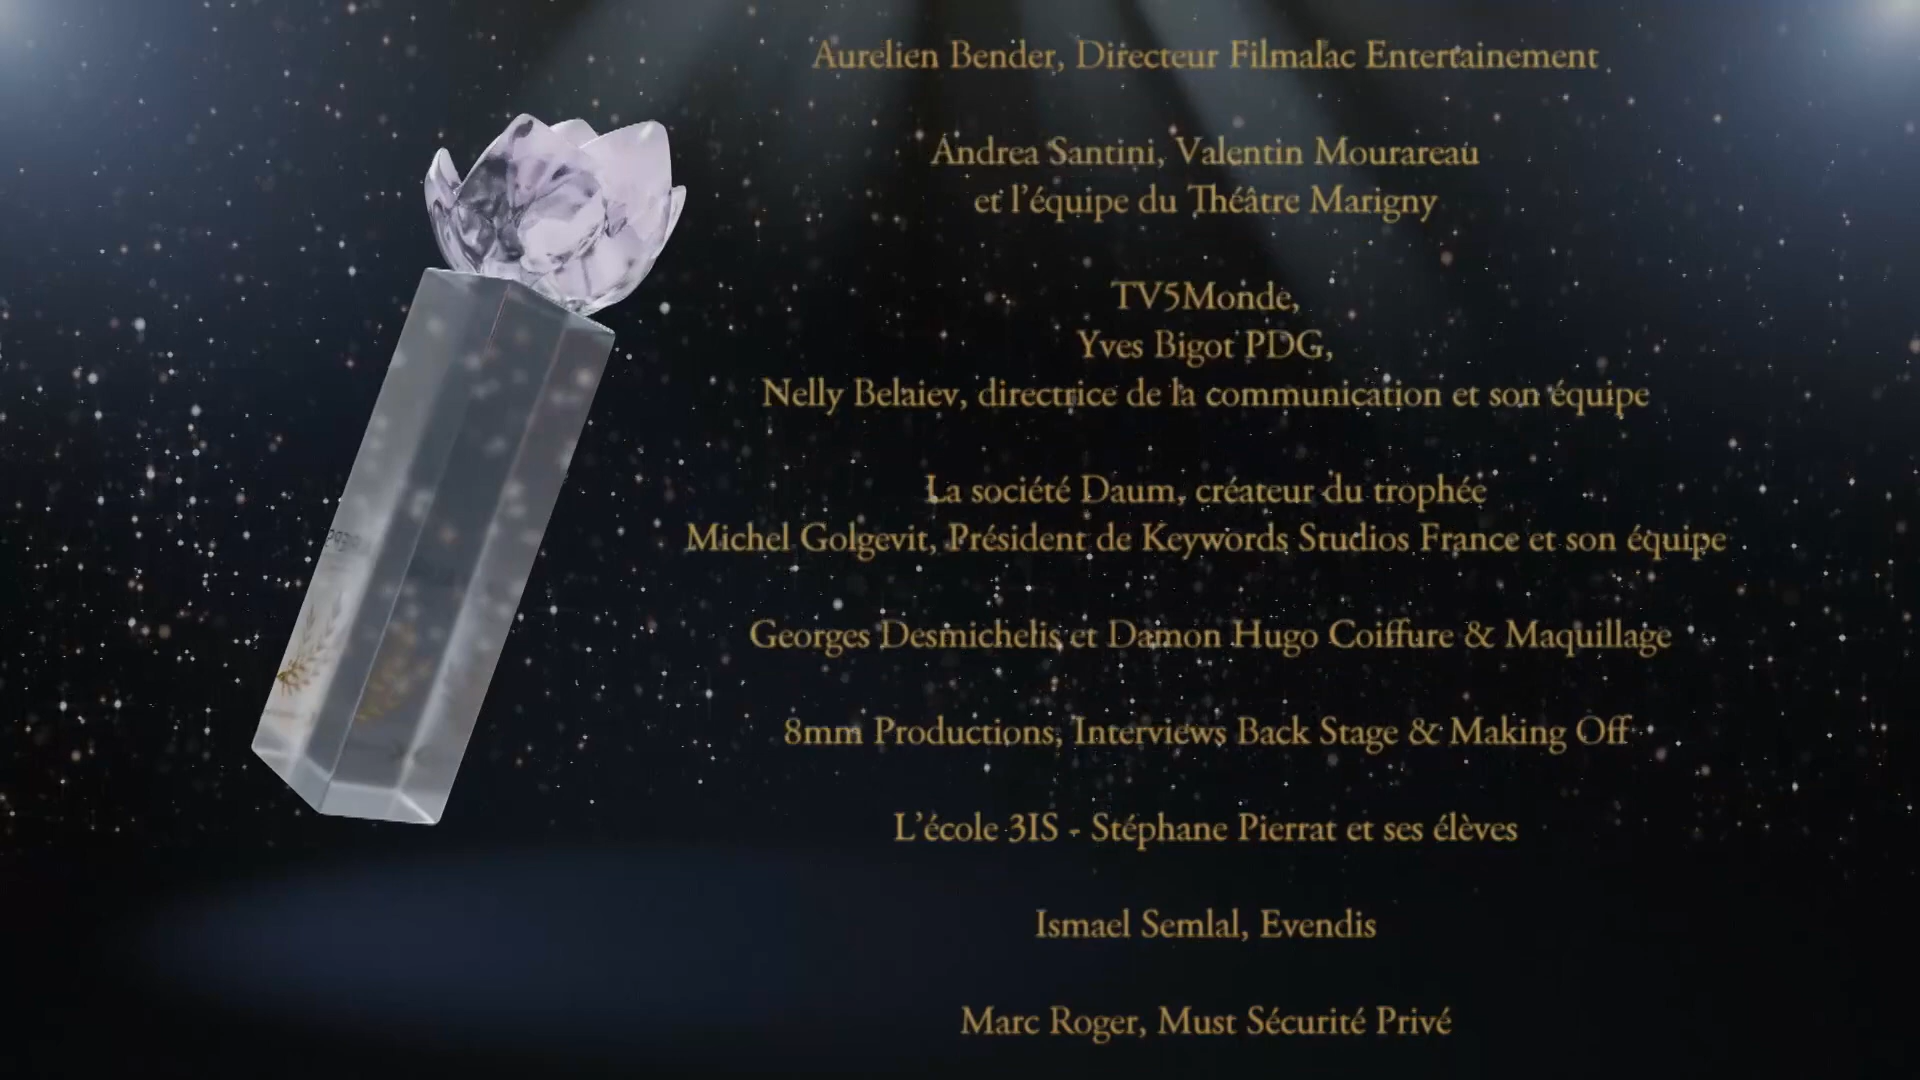 Aurelien Bender, Directeur Filmalac Entertainement
Andrea Santini, Valentin Mourareau
et l'équipe du Théâtre Marigny
TV5Monde,
Yves Bigot PDG,
Nelly Belaiev, directrice de la communication et son équipe
La société Daum, créateur du trophée
Michel Golgevit, Président de Keywords Studios France et son équipe
Georges Desmichelis et Damon Hugo Coiffure & Maquillage
8mm Productions, Interviews Back Stage & Making Off
L'école 3IS - Stéphane Pierrat et ses élèves
Ismael Semlal, Evendis
Marc Roger, Must Sécurité Privé